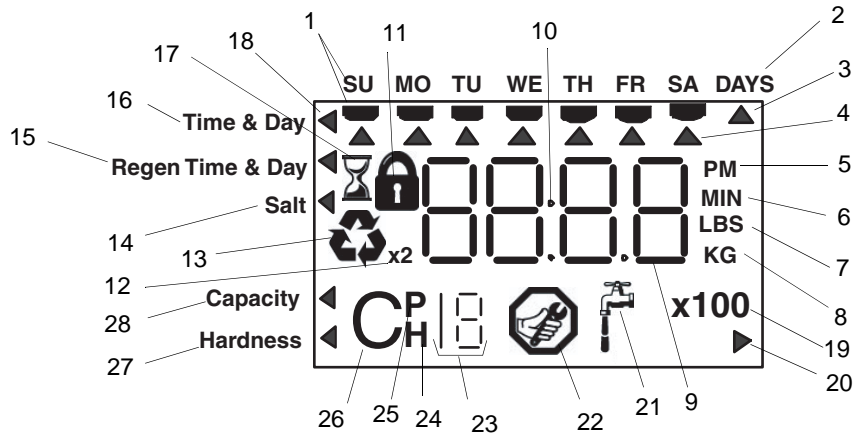 10
2
17
1
11
18
SU MO TU WE TH FR SA DAYS
3
16
Time & Day
4
15
Regen Time & Day
PM
5
Salt
MIN
6
14
LBS
13
x2
KG
7
12
8
Capacity
CPH
18
x100
28
Hardness
19
27
20
26
25
24
23
22
21
9